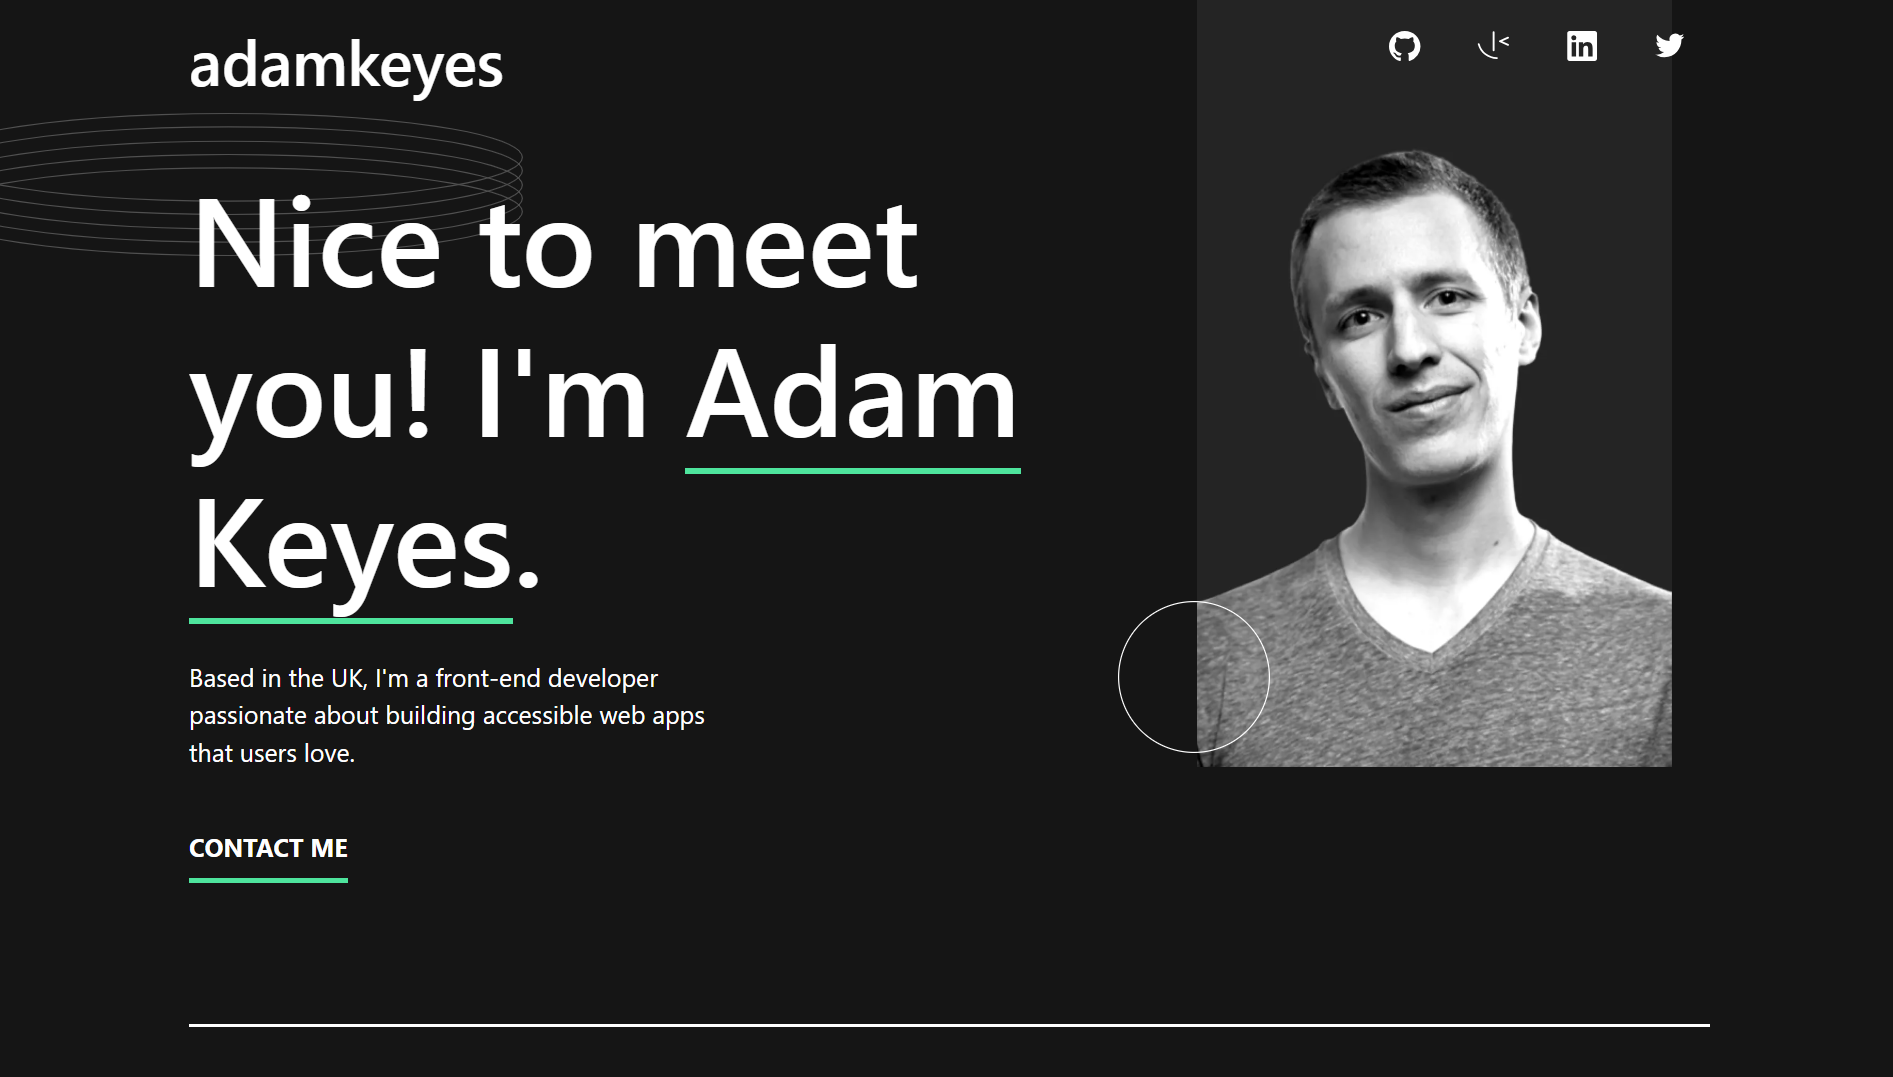 adamkeyes
Nice to meet
you! I'm Adam
Keyes.
Based in the UK, I'm a front-end developer
passionate about building accessible web apps
that users love.
CONTACT ME
in